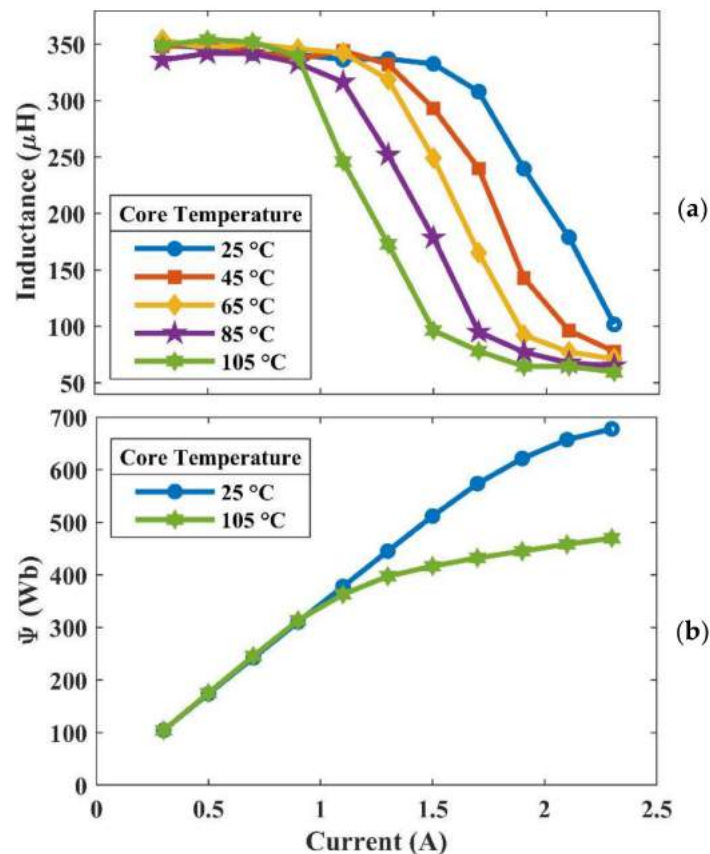 350
300
250
200
150
100
50
Inductance (μH)
Core Temperature
25 °C
45 °C
65 °C
85 °C
105 °C
(a)
700
600
500
400
300
200
100
0
Ψ (Wb)
Core Temperature
25 °C
105 °C
(b)
0 0.5 1 1.5 2 2.5
Current (A)